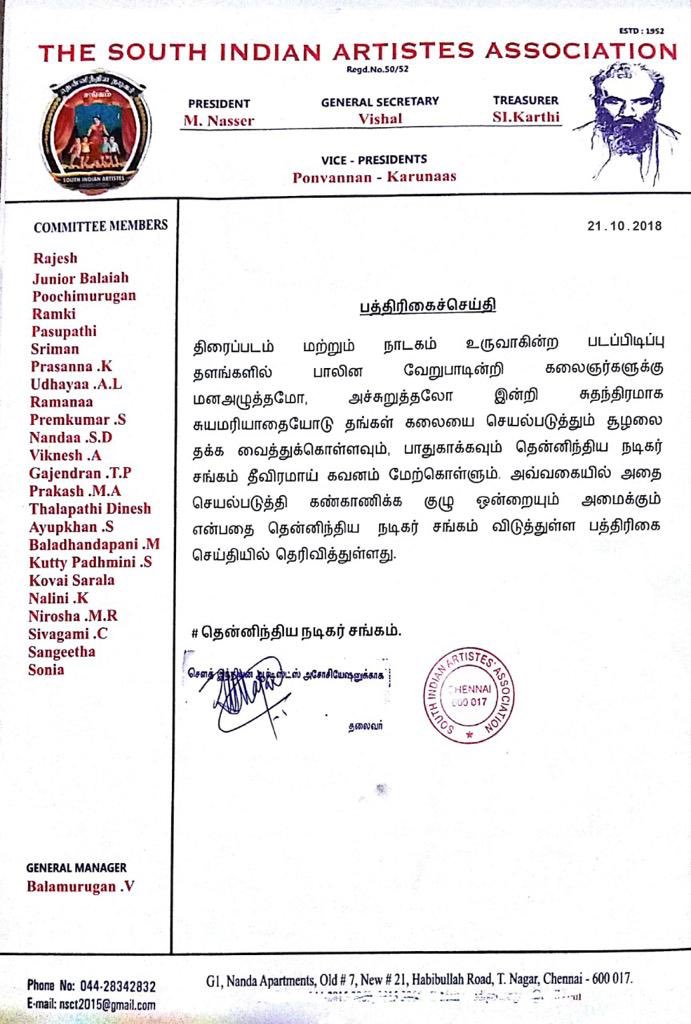 ESTD : 1952
THE SOUTH INDIAN ARTISTES ASSOCIATION
Regd.No.50/52
தென்னிந்திய நடிகர்
சங்கம்
SOUTH INDIAN ARTISTES
PRESIDENT
M. Nasser
GENERAL SECRETARY
Vishal
TREASURER
SI.Karthi
VICE - PRESIDENTS
Ponvannan - Karunaas
COMMITTEE MEMBERS
Rajesh
Junior Balaiah
Poochimurugan
Ramki
Pasupathi
Sriman
Prasanna .K
Udhayaa .A.L
Ramanaa
Premkumar .S
Nandaa .S.D
Viknesh .A
Gajendran .T.P
Prakash .M.A
Thalapathi Dinesh
Ayupkhan .S
Baladhandapani .M
Kutty Padhmini .S
Kovai Sarala
Nalini .K
Nirosha .M.R
Sivagami .C
Sangeetha
Sonia
GENERAL MANAGER
Balamurugan .V
21.10.2018
பத்திரிகைச்செய்தி
திரைப்படம் மற்றும் நாடகம் உருவாகின்ற படப்பிடிப்பு
தளங்களில் பாலின வேறுபாடின்றி கலைஞர்களுக்கு
மனஅழுத்தமோ, அச்சுறுத்தலோ இன்றி சுதந்திரமாக
சுயமரியாதையோடு தங்கள் கலையை செயல்படுத்தும் சூழலை
தக்க வைத்துக்கொள்ளவும், பாதுகாக்கவும் தென்னிந்திய நடிகர்
சங்கம் தீவிரமாய் கவனம் மேற்கொள்ளும். அவ்வகையில் அதை
செயல்படுத்தி கண்காணிக்க குழு ஒன்றையும் அமைக்கும்
என்பதை தென்னிந்திய நடிகர் சங்கம் விடுத்துள்ள பத்திரிகை
செய்தியில் தெரிவித்துள்ளது.
# தென்னிந்திய நடிகர் சங்கம்.
சௌத் இந்தியன் ஆர்டிஸ்ட்ஸ் அசோசியேஷனுக்காக
தலைவர்
SOUTH INDIAN ARTISTES' ASSOCIATION
CHENNAI
600 017
Phone No: 044-28342832
E-mail: nsct2015@gmail.com
G1, Nanda Apartments, Old # 7, New # 21, Habibullah Road, T. Nagar, Chennai - 600 017.